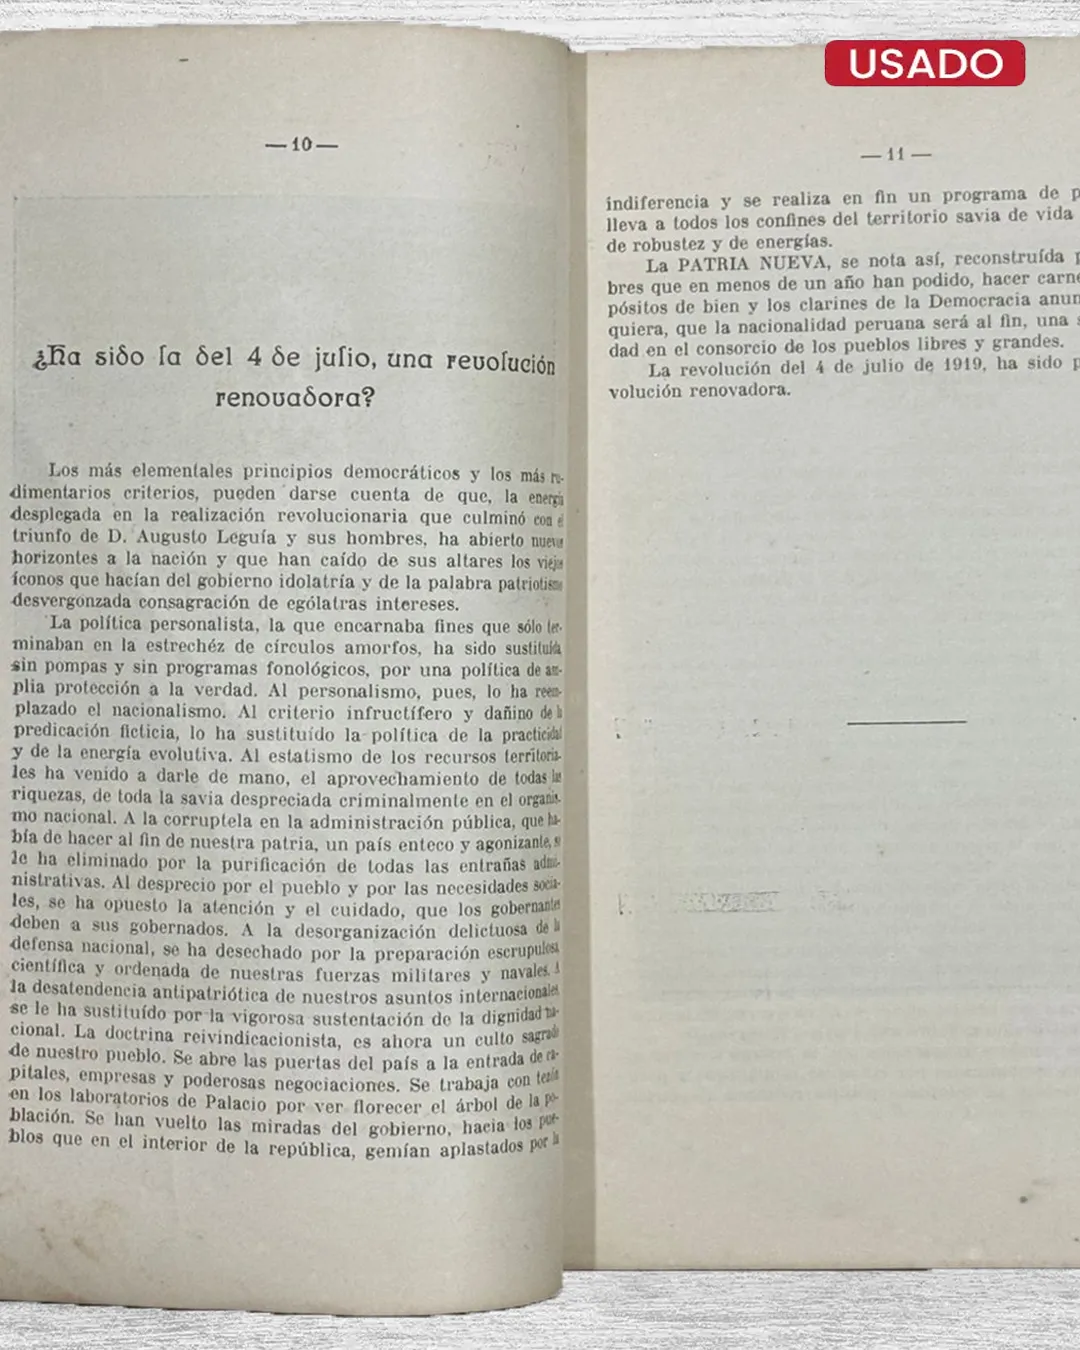 USADO
— 10 —
¿Ha sido la del 4 de julio, una revolución
renovadora?
Los más elementales principios democráticos y los más ru-
dimentarios criterios, pueden darse cuenta de que, la energía
desplegada en la realización revolucionaria que culminó con el
triunfo de D. Augusto Leguía y sus hombres, ha abierto nuevos
horizontes a la nación y que han caído de sus altares los viejos
íconos que hacían del gobierno idolatría y de la palabra patriotismo
desvergonzada consagración de ególatras intereses.
La política personalista, la que encarnaba fines que sólo ter-
minaban en la estrechéz de círculos amorfos, ha sido sustituída
sin pompas y sin programas fonológicos, por una política de am-
plia protección a la verdad. Al personalismo, pues, lo ha reem-
plazado el nacionalismo. Al criterio infructífero y dañino de la
predicación ficticia, lo ha sustituído la política de la practicidad
y de la energía evolutiva. Al estatismo de los recursos territoria-
les ha venido a darle de mano, el aprovechamiento de todas las
riquezas, de toda la savia despreciada criminalmente en el organis-
mo nacional. A la corruptela en la administración pública, que ha-
bía de hacer al fin de nuestra patria, un país enteco y agonizante, se
le ha eliminado por la purificación de todas las entrañas admi-
nistrativas. Al desprecio por el pueblo y por las necesidades socia-
les, se ha opuesto la atención y el cuidado, que los gobernantes
deben a sus gobernados. A la desorganización delictuosa de la
defensa nacional, se ha desechado por la preparación escrupulosa
científica y ordenada de nuestras fuerzas militares y navales. A
la desatendencia antipatriótica de nuestros asuntos internacionales
se le ha sustituído por la vigorosa sustentación de la dignidad na-
cional. La doctrina reivindicacionista, es ahora un culto sagrado
de nuestro pueblo. Se abre las puertas del país a la entrada de ca-
pitales, empresas y poderosas negociaciones. Se trabaja con tesón
en los laboratorios de Palacio por ver florecer el árbol de la po-
blación. Se han vuelto las miradas del gobierno, hacia los pue-
blos que en el interior de la república, gemían aplastados por la
— 11 —
indiferencia y se realiza en fin un programa de p
lleva a todos los confines del territorio savia de vida
de robustez y de energías.
La PATRIA NUEVA, se nota así, reconstruída p
bres que en menos de un año han podido, hacer carne
pósitos de bien y los clarines de la Democracia anun
quiera, que la nacionalidad peruana será al fin, una s
dad en el consorcio de los pueblos libres y grandes.
La revolución del 4 de julio de 1919, ha sido p
volución renovadora.